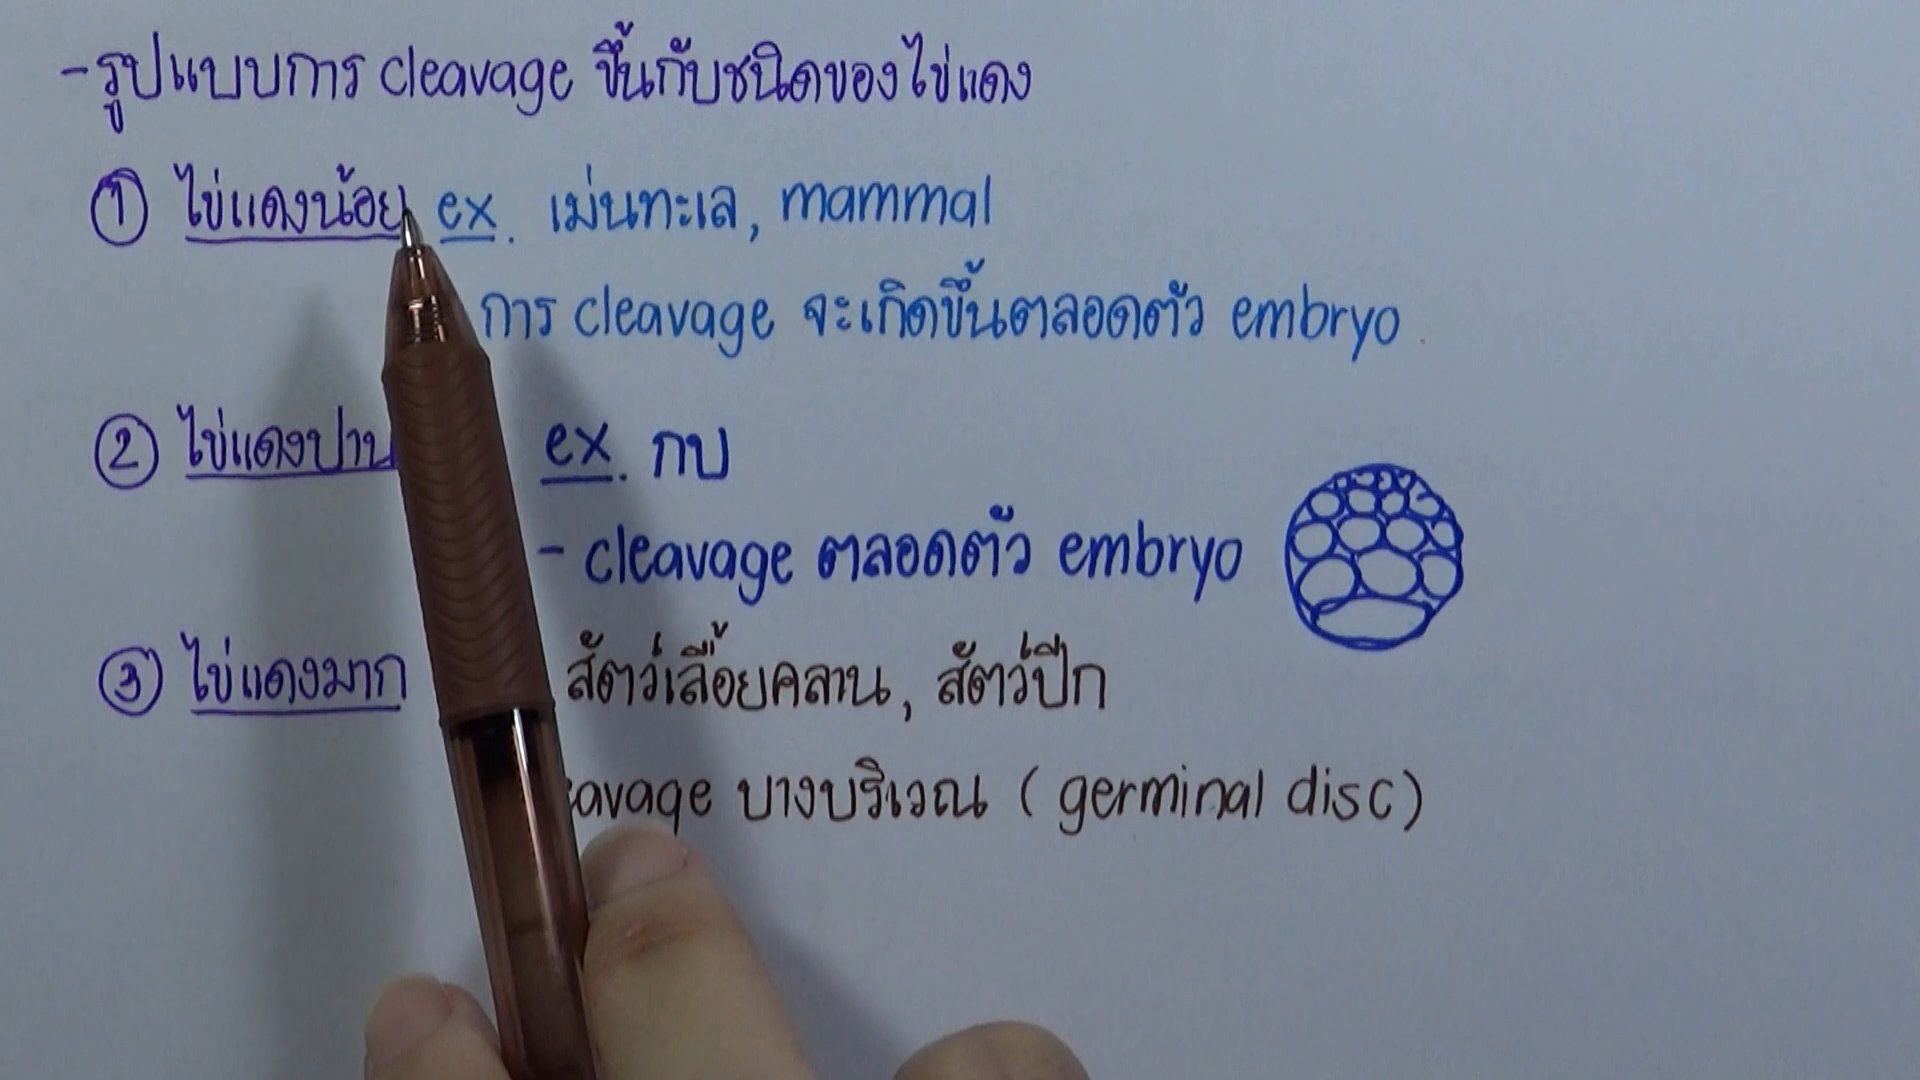 - รูปแบบการ cleavage ขึ้นกับชนิดของไข่แดง
① ไข่แดงน้อย ex. เม่นทะเล, mammal
การ cleavage จะเกิดขึ้นตลอดตัว embryo
② ไข่แดงปาน ex. กบ
- cleavage ตลอดตัว embryo
③ ไข่แดงมาก สัตว์เลื้อยคลาน, สัตว์ปีก
eavage บางบริเวณ (germinal disc)